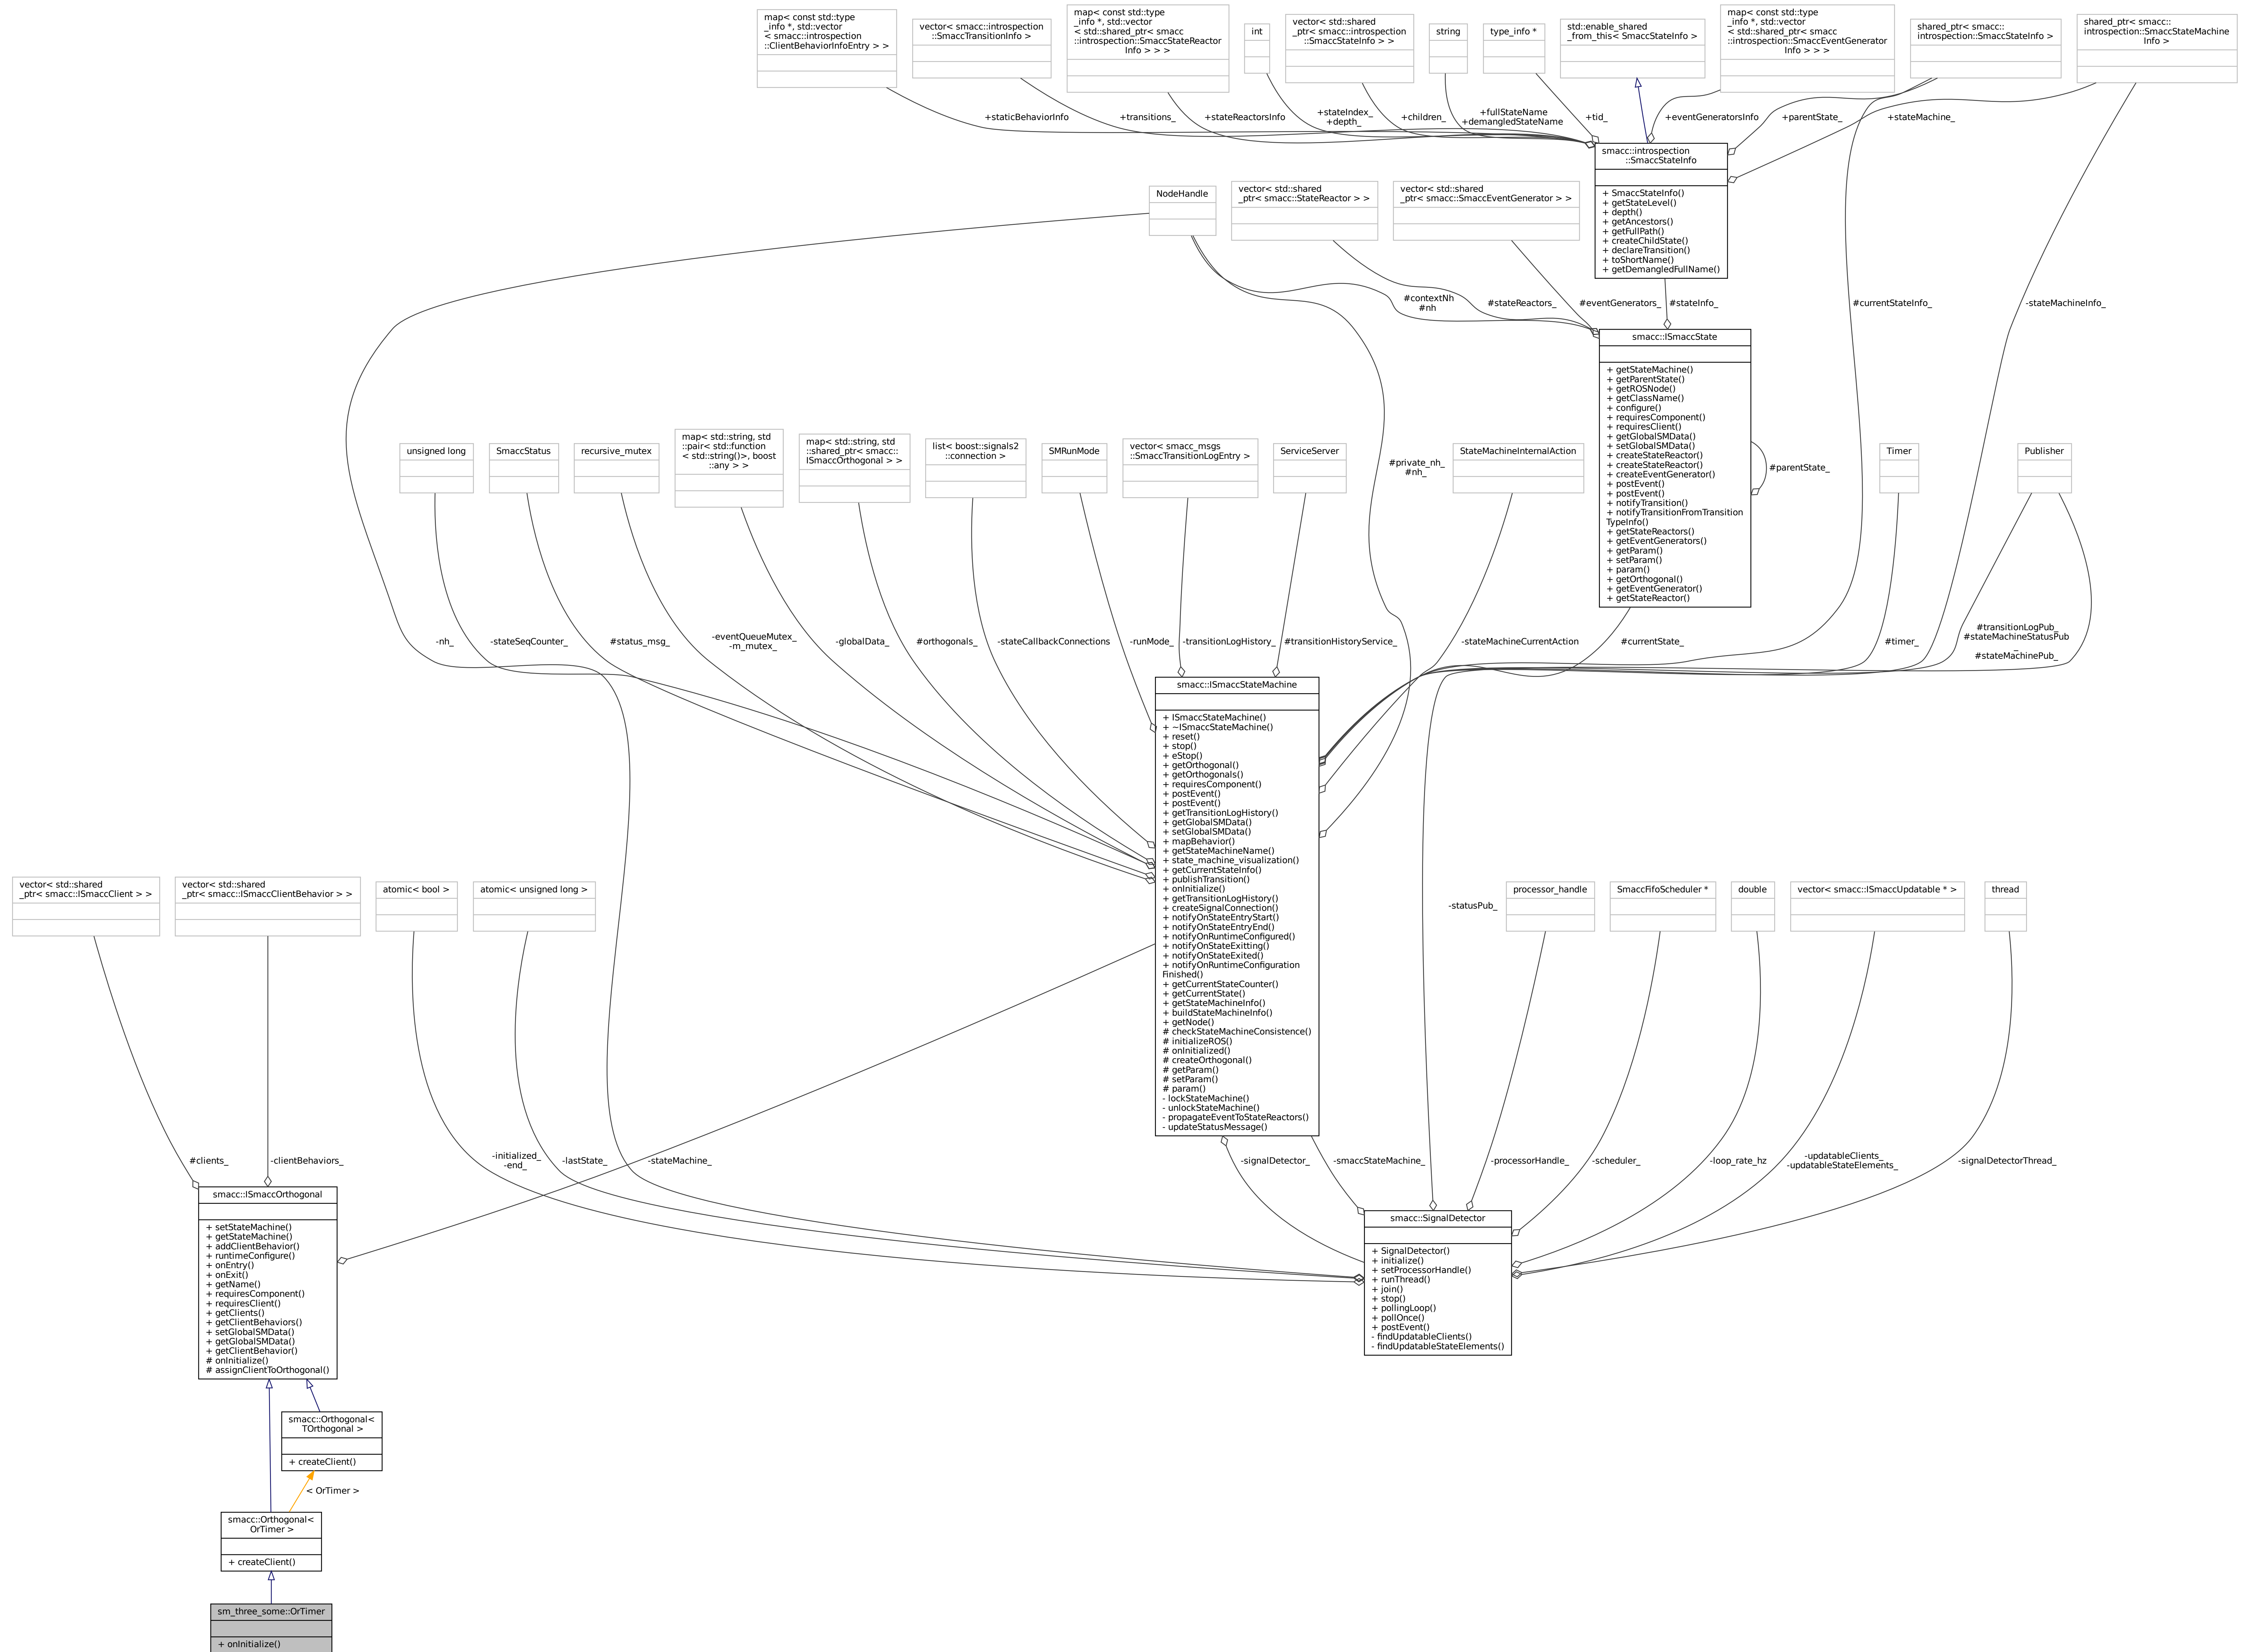 map< const std::type
_info *, std::vector
< smacc::introspection
::ClientBehaviorInfoEntry > >
vector< smacc::introspection
::SmaccTransitionInfo >
map< const std::type
_info *, std::vector
< std::shared_ptr< smacc
::introspection::SmaccStateReactor
Info > > >
int
vector< std::shared
_ptr< smacc::introspection
::SmaccStateInfo > >
string
type_info *
std::enable_shared
_from_this< SmaccStateInfo >
map< const std::type
_info *, std::vector
< std::shared_ptr< smacc
::introspection::SmaccEventGenerator
Info > > >
shared_ptr< smacc::
introspection::SmaccStateInfo >
shared_ptr< smacc::
introspection::SmaccStateMachine
Info >
+staticBehaviorInfo
+transitions_
+stateReactorsInfo
+stateIndex_
+depth_
+children_
+fullStateName
+demangledStateName
+tid_
+eventGeneratorsInfo
+parentState_
+stateMachine_
smacc::introspection
::SmaccStateInfo
+ SmaccStateInfo()
+ getStateLevel()
+ depth()
+ getAncestors()
+ getFullPath()
+ createChildState()
+ declareTransition()
+ toShortName()
+ getDemangledFullName()
NodeHandle
vector< std::shared
_ptr< smacc::StateReactor > >
vector< std::shared
_ptr< smacc::SmaccEventGenerator > >
#contextNh
#nh
#stateReactors_
#eventGenerators_
#stateInfo_
#currentStateInfo_
-stateMachineInfo_
smacc::ISmaccState
+ getStateMachine()
+ getParentState()
+ getROSNode()
+ getClassName()
+ configure()
+ requiresComponent()
+ requiresClient()
+ getGlobalSMData()
+ setGlobalSMData()
+ createStateReactor()
+ createStateReactor()
+ createEventGenerator()
+ postEvent()
+ postEvent()
+ notifyTransition()
+ notifyTransitionFromTransition
TypeInfo()
+ getStateReactors()
+ getEventGenerators()
+ getParam()
+ setParam()
+ param()
+ getOrthogonal()
+ getEventGenerator()
+ getStateReactor()
#parentState_
unsigned long
SmaccStatus
recursive_mutex
map< std::string, std
::pair< std::function
< std::string()>, boost
::any > >
map< std::string, std
::shared_ptr< smacc::
ISmaccOrthogonal > >
list< boost::signals2
::connection >
SMRunMode
vector< smacc_msgs
::SmaccTransitionLogEntry >
ServiceServer
#private_nh_
#nh_
StateMachineInternalAction
Timer
Publisher
-nh_
-stateSeqCounter_
#status_msg_
-eventQueueMutex_
-m_mutex_
-globalData_
#orthogonals_
-stateCallbackConnections
-runMode_
-transitionLogHistory_
#transitionHistoryService_
-stateMachineCurrentAction
#currentState_
#timer_
#transitionLogPub_
#stateMachineStatusPub
_
#stateMachinePub_
smacc::ISmaccStateMachine
+ ISmaccStateMachine()
+ ~ISmaccStateMachine()
+ reset()
+ stop()
+ eStop()
+ getOrthogonal()
+ getOrthogonals()
+ requiresComponent()
+ postEvent()
+ postEvent()
+ getTransitionLogHistory()
+ getGlobalSMData()
+ setGlobalSMData()
+ mapBehavior()
+ getStateMachineName()
+ state_machine_visualization()
+ getCurrentStateInfo()
+ publishTransition()
+ onInitialize()
+ getTransitionLogHistory()
+ createSignalConnection()
+ notifyOnStateEntryStart()
+ notifyOnStateEntryEnd()
+ notifyOnRuntimeConfigured()
+ notifyOnStateExitting()
+ notifyOnStateExited()
+ notifyOnRuntimeConfiguration
Finished()
+ getCurrentStateCounter()
+ getCurrentState()
+ getStateMachineInfo()
+ buildStateMachineInfo()
+ getNode()
# checkStateMachineConsistence()
# initializeROS()
# onInitialized()
# createOrthogonal()
# getParam()
# setParam()
# param()
- lockStateMachine()
- unlockStateMachine()
- propagateEventToStateReactors()
- updateStatusMessage()
vector< std::shared
_ptr< smacc::ISmaccClient > >
vector< std::shared
_ptr< smacc::ISmaccClientBehavior > >
atomic< bool >
atomic< unsigned long >
-statusPub_
processor_handle
SmaccFifoScheduler *
double
vector< smacc::ISmaccUpdatable * >
thread
#clients_
-clientBehaviors_
-initialized_
-end_
-lastState_
-stateMachine_
-signalDetector_
-smaccStateMachine_
-processorHandle_
-scheduler_
-loop_rate_hz
-updatableClients_
-updatableStateElements_
-signalDetectorThread_
smacc::ISmaccOrthogonal
+ setStateMachine()
+ getStateMachine()
+ addClientBehavior()
+ runtimeConfigure()
+ onEntry()
+ onExit()
+ getName()
+ requiresComponent()
+ requiresClient()
+ getClients()
+ getClientBehaviors()
+ setGlobalSMData()
+ getGlobalSMData()
+ getClientBehavior()
# onInitialize()
# assignClientToOrthogonal()
smacc::SignalDetector
+ SignalDetector()
+ initialize()
+ setProcessorHandle()
+ runThread()
+ join()
+ stop()
+ pollingLoop()
+ pollOnce()
+ postEvent()
- findUpdatableClients()
- findUpdatableStateElements()
smacc::Orthogonal<
TOrthogonal >
+ createClient()
< OrTimer >
smacc::Orthogonal<
OrTimer >
+ createClient()
sm_three_some::OrTimer
+ onInitialize()